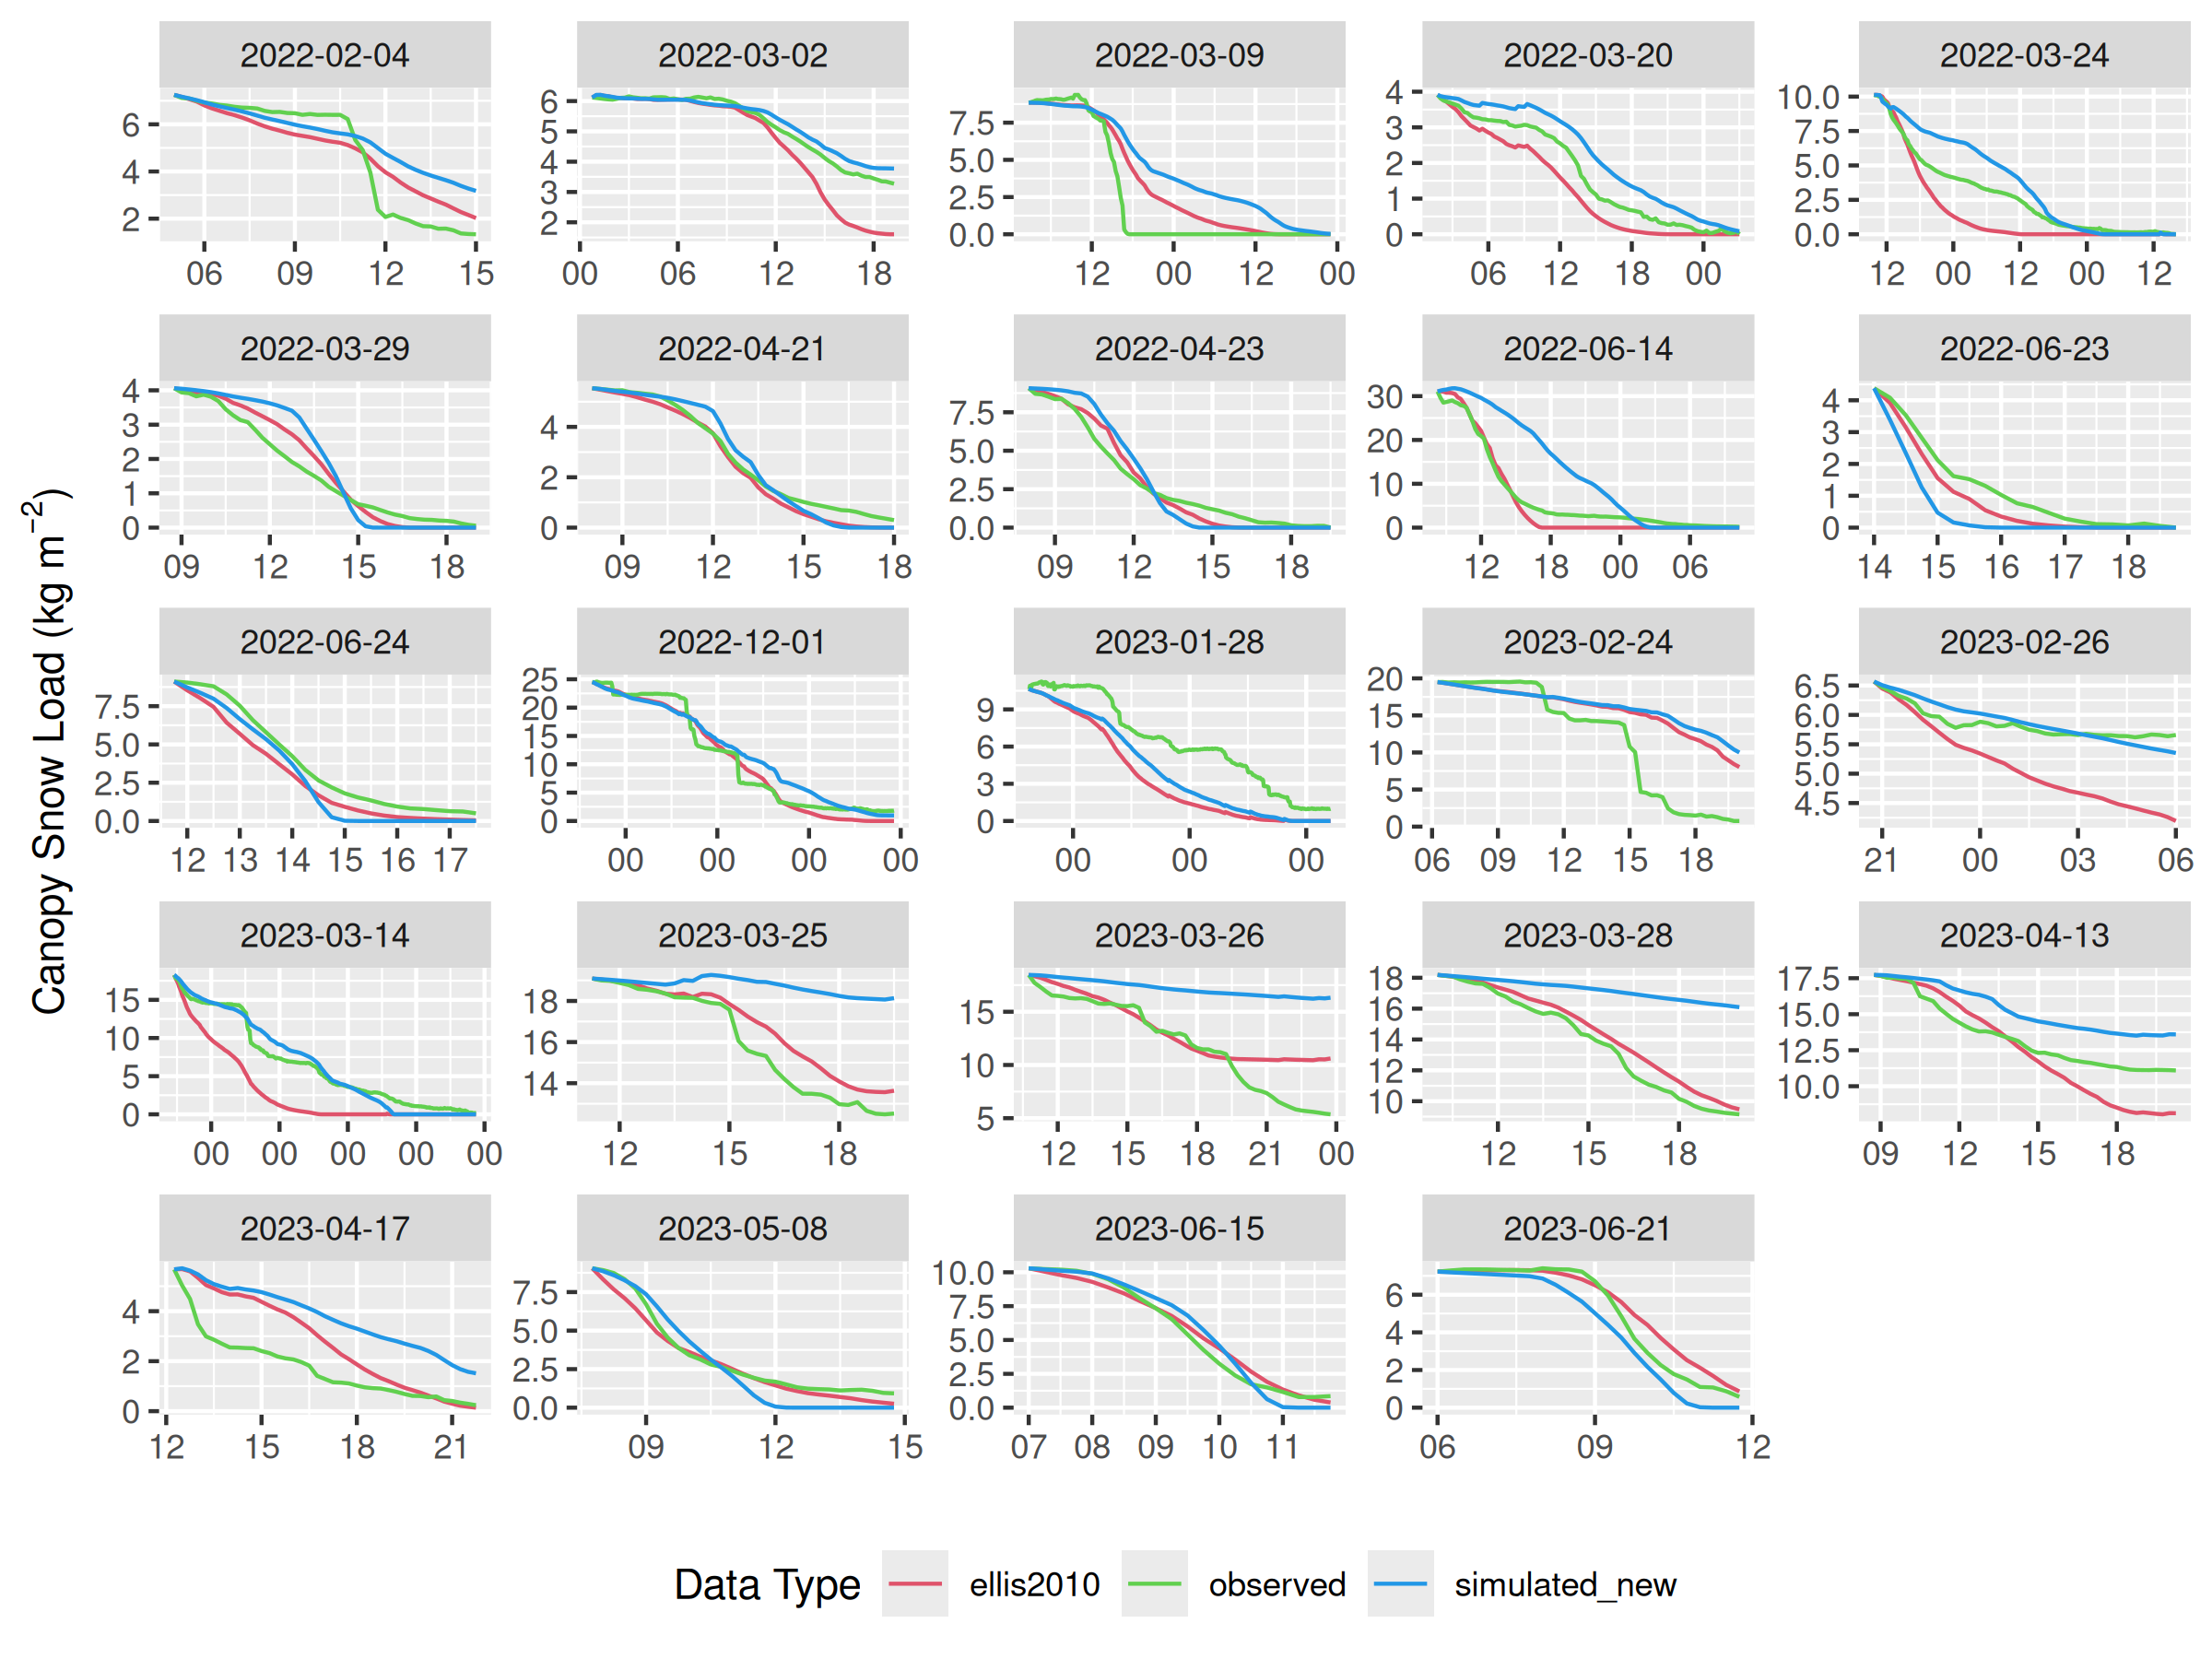 2022-02-04 2022-03-02 2022-03-09 2022-03-20 2022-03-24
6 4 2
6 5 4 3 2
7.5 5.0 2.5 0.0
4 3 2 1 0
10.0 7.5 5.0 2.5 0.0
06 09 12 15
00 06 12 18
12 00 12 00
06 12 18 00
12 00 12 00 12
2022-03-29 2022-04-21 2022-04-23 2022-06-14 2022-06-23
4 3 2 1 0
4 2 0
7.5 5.0 2.5 0.0
30 20 10 0
4 3 2 1 0
09 12 15 18
09 12 15 18
09 12 15 18
12 18 00 06
14 15 16 17 18
2022-06-24 2022-12-01 2023-01-28 2023-02-24 2023-02-26
7.5 5.0 2.5 0.0
25 20 15 10 5 0
9 6 3 0
20 15 10 5 0
6.5 6.0 5.5 5.0 4.5
12 13 14 15 16 17
00 00 00 00
00 00 00
06 09 12 15 18
21 00 03 06
2023-03-14 2023-03-25 2023-03-26 2023-03-28 2023-04-13
15 10 5 0
18 16 14
15 10 5
18 16 14 12 10
17.5 15.0 12.5 10.0
00 00 00 00 00
12 15 18
12 15 18 21 00
12 15 18
09 12 15 18
2023-04-17 2023-05-08 2023-06-15 2023-06-21
4 2 0
7.5 5.0 2.5 0.0
10.0 7.5 5.0 2.5 0.0
6 4 2 0
12 15 18 21
09 12 15
07 08 09 10 11
06 09 12
Canopy Snow Load (kg m−2)
Data Type ellis2010 observed simulated_new